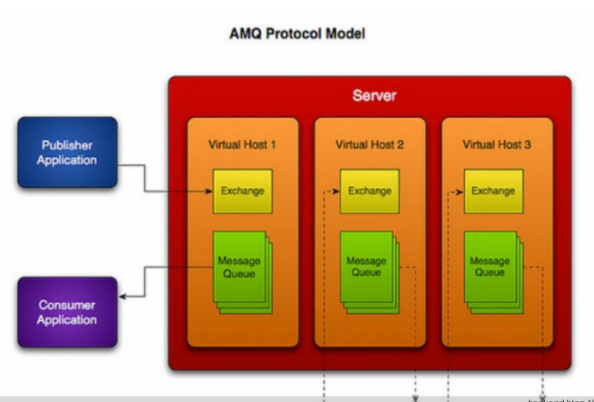 AMQ Protocol Model
Server
Publisher
Application
Virtual Host 1
Virtual Host 2
Virtual Host 3
Exchange
Exchange
Exchange
Message
Queue
Message
Queue
Message
Queue
Consumer
Application